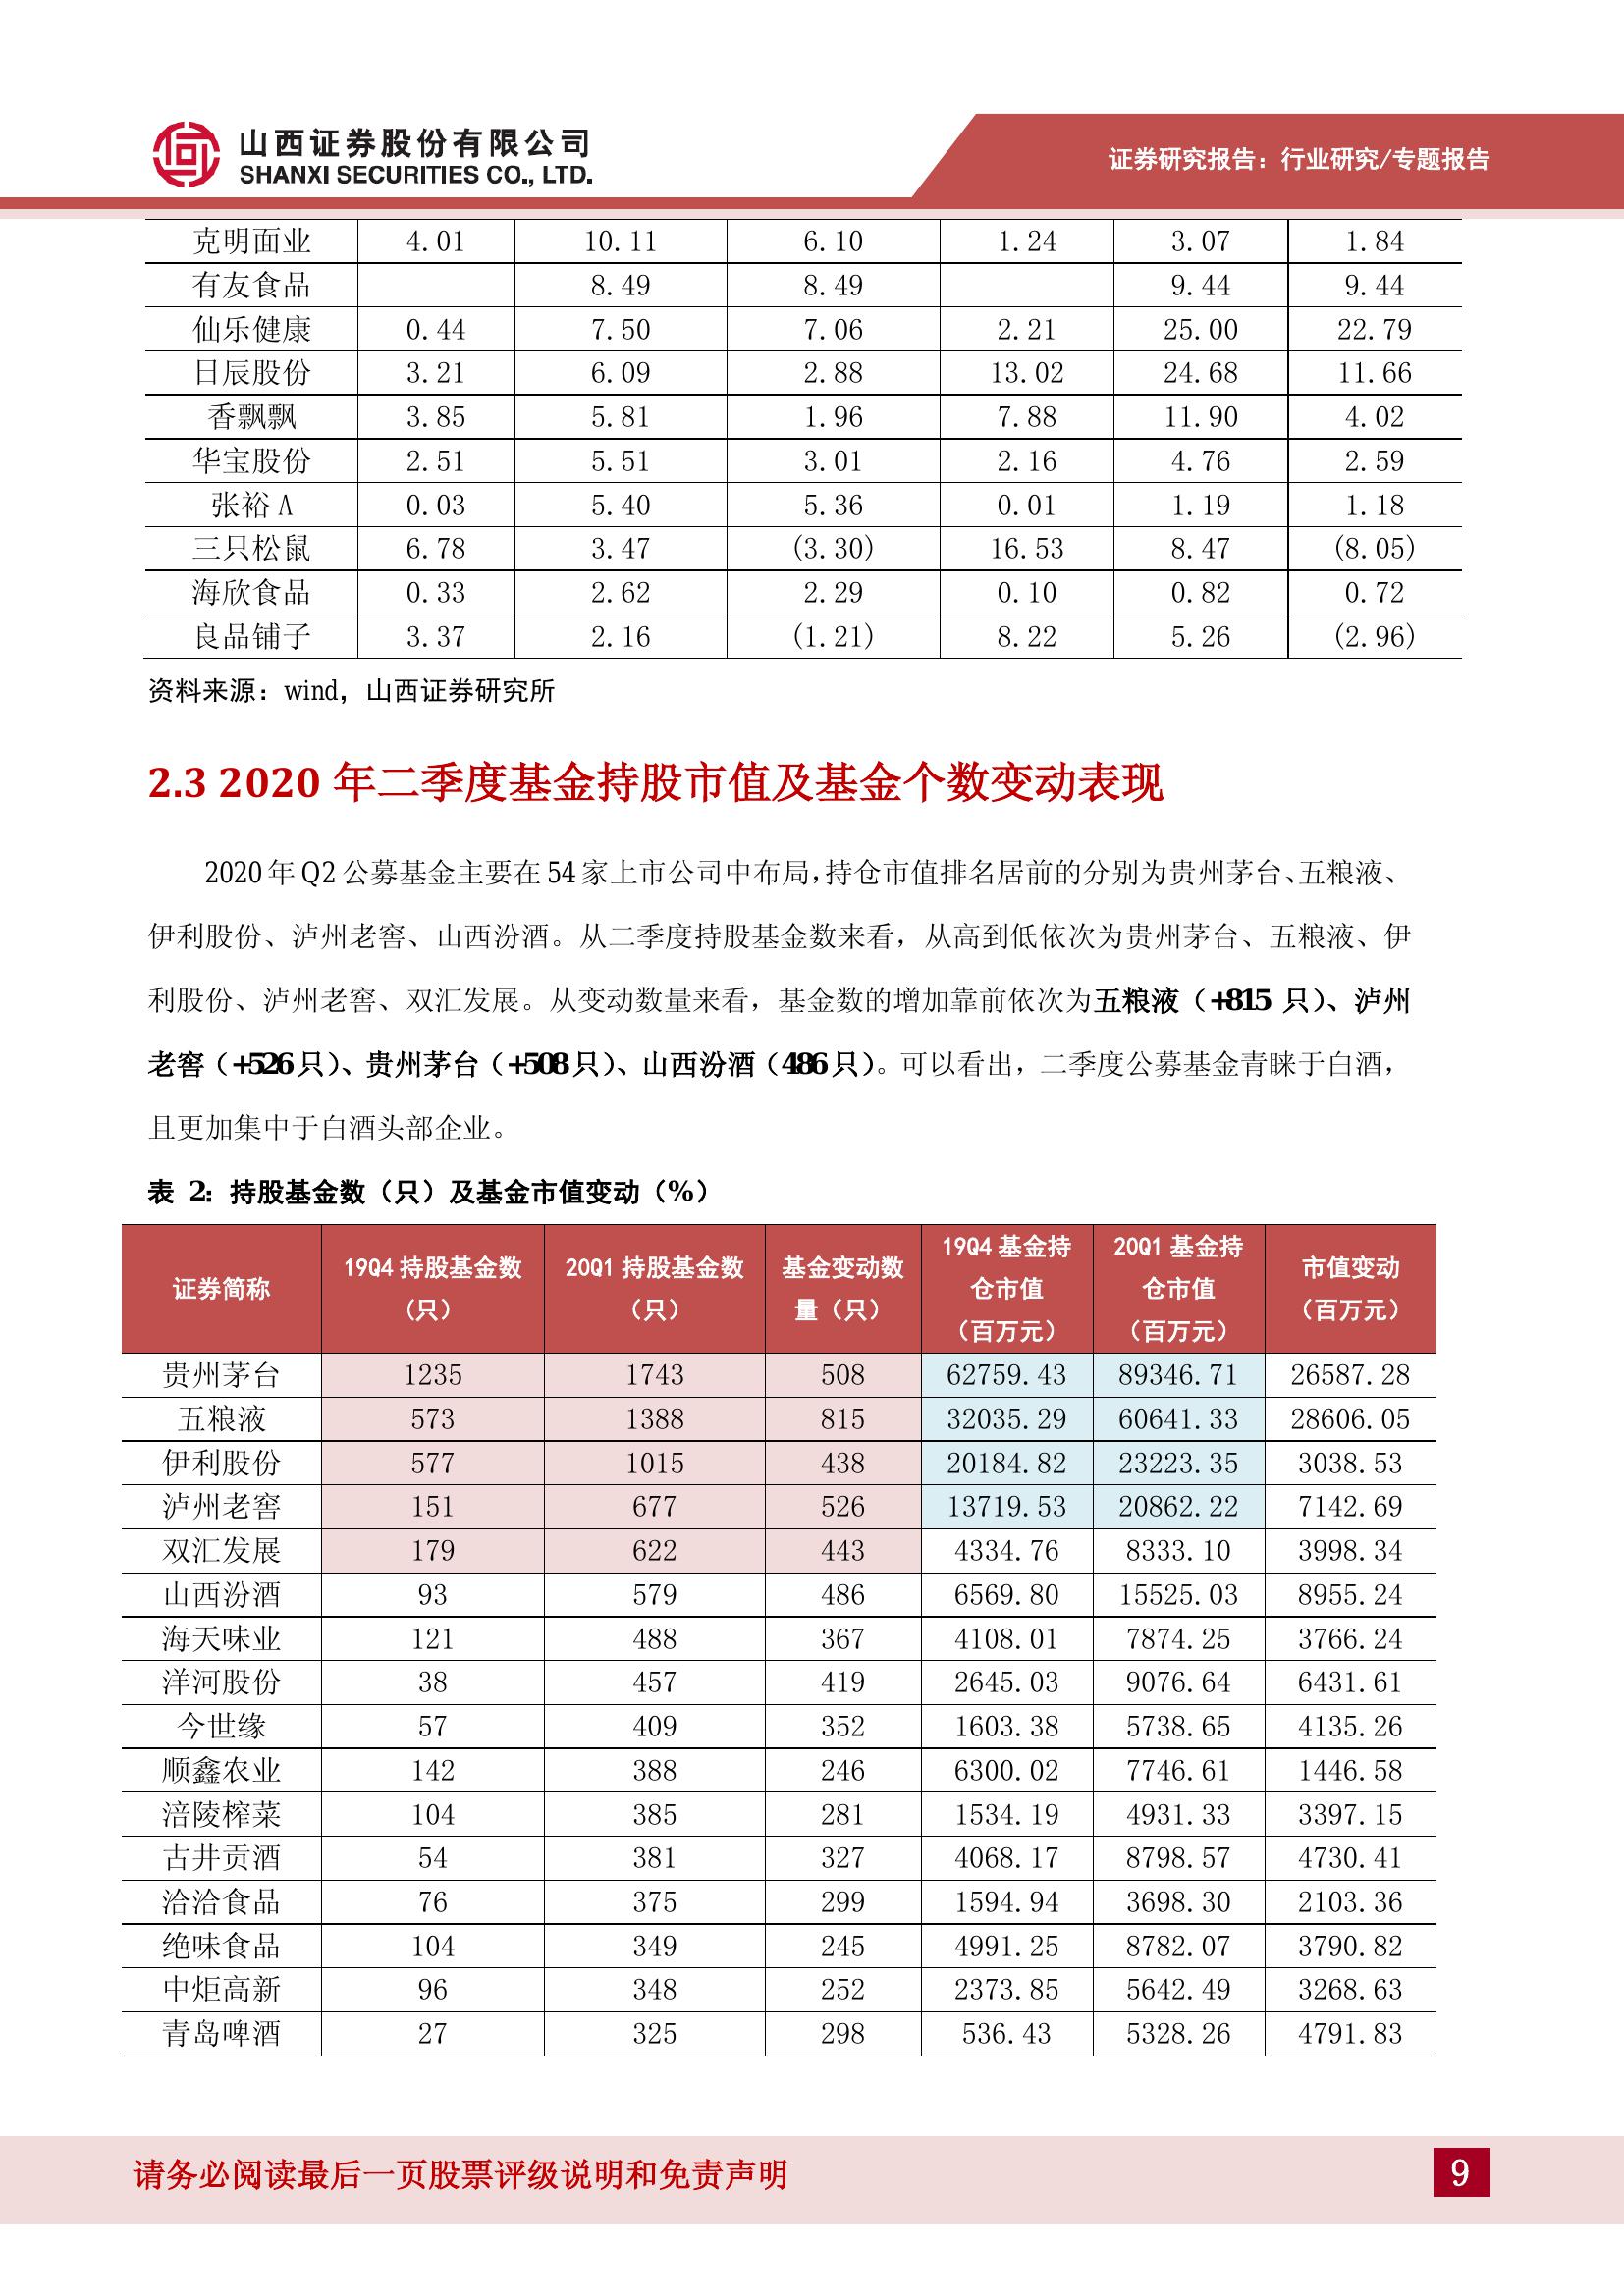 山西证券股份有限公司
SHANXI SECURITIES CO., LTD.
证券研究报告：行业研究/专题报告
克明面业 4.01 10.11 6.10 1.24 3.07 1.84
有友食品 8.49 8.49 9.44 9.44
仙乐健康 0.44 7.50 7.06 2.21 25.00 22.79
日辰股份 3.21 6.09 2.88 13.02 24.68 11.66
香飘飘 3.85 5.81 1.96 7.88 11.90 4.02
华宝股份 2.51 5.51 3.01 2.16 4.76 2.59
张裕 A 0.03 5.40 5.36 0.01 1.19 1.18
三只松鼠 6.78 3.47 (3.30) 16.53 8.47 (8.05)
海欣食品 0.33 2.62 2.29 0.10 0.82 0.72
良品铺子 3.37 2.16 (1.21) 8.22 5.26 (2.96)
资料来源：wind，山西证券研究所
2.3 2020 年二季度基金持股市值及基金个数变动表现
2020 年 Q2 公募基金主要在 54 家上市公司中布局，持仓市值排名居前的分别为贵州茅台、五粮液、
伊利股份、泸州老窖、山西汾酒。从二季度持股基金数来看，从高到低依次为贵州茅台、五粮液、伊
利股份、泸州老窖、双汇发展。从变动数量来看，基金数的增加靠前依次为五粮液（+815 只）、泸州
老窖（+526 只）、贵州茅台（+508 只）、山西汾酒（486 只）。可以看出，二季度公募基金青睐于白酒，
且更加集中于白酒头部企业。
表 2：持股基金数（只）及基金市值变动（%）
证券简称 19Q4 持股基金数（只） 20Q1 持股基金数（只） 基金变动数量（只） 19Q4 基金持仓市值（百万元） 20Q1 基金持仓市值（百万元） 市值变动（百万元）
贵州茅台 1235 1743 508 62759.43 89346.71 26587.28
五粮液 573 1388 815 32035.29 60641.33 28606.05
伊利股份 577 1015 438 20184.82 23223.35 3038.53
泸州老窖 151 677 526 13719.53 20862.22 7142.69
双汇发展 179 622 443 4334.76 8333.10 3998.34
山西汾酒 93 579 486 6569.80 15525.03 8955.24
海天味业 121 488 367 4108.01 7874.25 3766.24
洋河股份 38 457 419 2645.03 9076.64 6431.61
今世缘 57 409 352 1603.38 5738.65 4135.26
顺鑫农业 142 388 246 6300.02 7746.61 1446.58
涪陵榨菜 104 385 281 1534.19 4931.33 3397.15
古井贡酒 54 381 327 4068.17 8798.57 4730.41
洽洽食品 76 375 299 1594.94 3698.30 2103.36
绝味食品 104 349 245 4991.25 8782.07 3790.82
中炬高新 96 348 252 2373.85 5642.49 3268.63
青岛啤酒 27 325 298 536.43 5328.26 4791.83
请务必阅读最后一页股票评级说明和免责声明
9